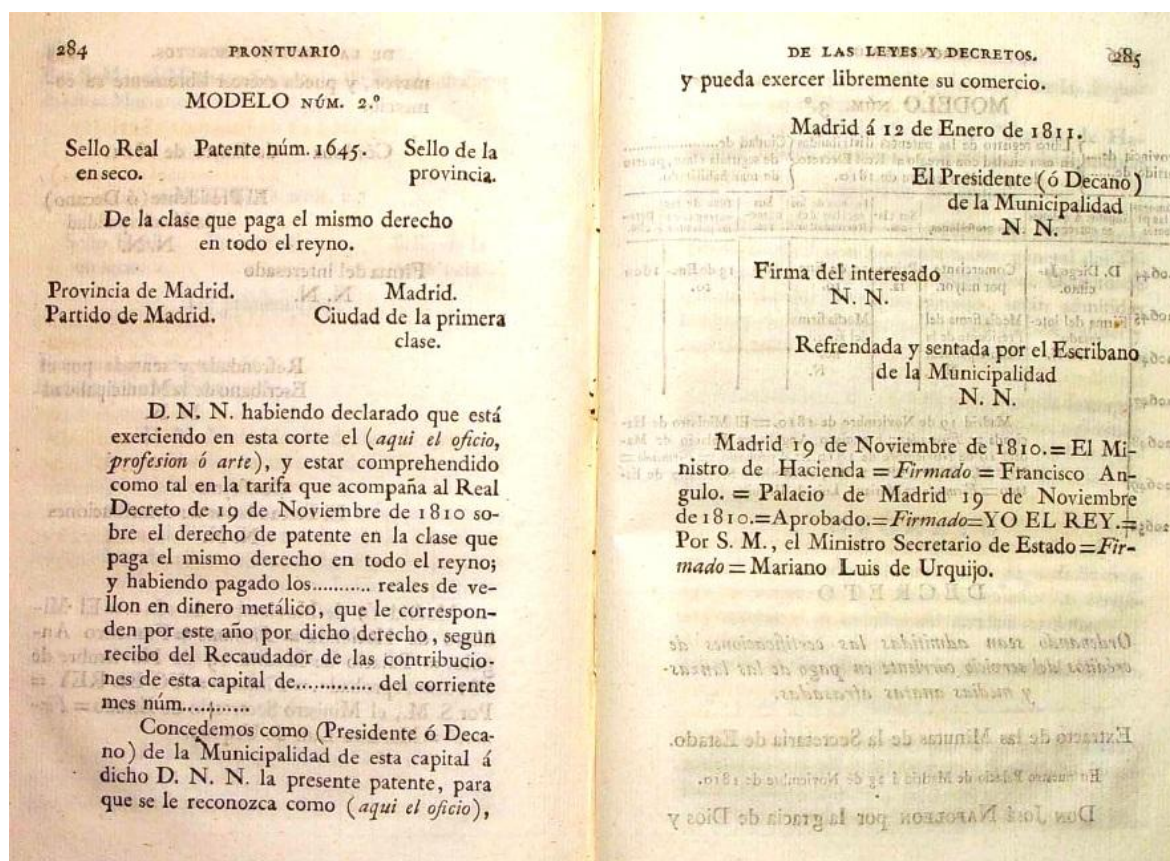 284 PRONTUARIO
MODELO NÚM. 2.º
Sello Real Patente núm. 1645. Sello de la
en seco. provincia.
De la clase que paga el mismo derecho
en todo el reyno.
Provincia de Madrid. Madrid.
Partido de Madrid. Ciudad de la primera
clase.
D. N. N. habiendo declarado que está
exerciendo en esta corte el (aqui el oficio,
profesion ó arte), y estar comprehendido
como tal en la tarifa que acompaña al Real
Decreto de 19 de Noviembre de 1810 so-
bre el derecho de patente en la clase que
paga el mismo derecho en todo el reyno;
y habiendo pagado los.......... reales de ve-
llon en dinero metálico, que le correspon-
den por este año por dicho derecho, segun
recibo del Recaudador de las contribucio-
nes de esta capital de............. del corriente
mes núm............
Concedemos como (Presidente ó Deca-
no) de la Municipalidad de esta capital á
dicho D. N. N. la presente patente, para
que se le reconozca como (aqui el oficio),
DE LAS LEYES Y DECRETOS. 285
y pueda exercer libremente su comercio.
Madrid á 12 de Enero de 1811.
El Presidente (ó Decano)
de la Municipalidad
N. N.
Firma del interesado
N. N.
Refrendada y sentada por el Escribano
de la Municipalidad
N. N.
Madrid 19 de Noviembre de 1810.=El Mi-
nistro de Hacienda = Firmado = Francisco An-
gulo. = Palacio de Madrid 19 de Noviembre
de 1810.=Aprobado.=Firmado=YO EL REY.=
Por S. M., el Ministro Secretario de Estado=Fir-
mado = Mariano Luis de Urquijo.